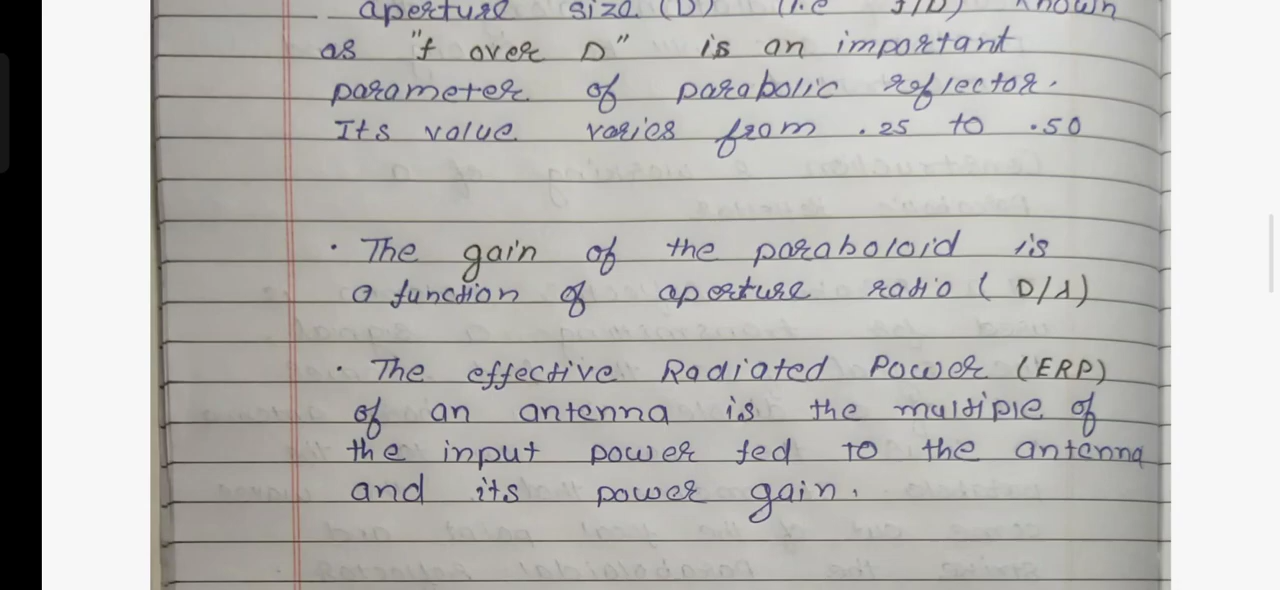 aperture size (D) (i.e f/D) known
as "f over D" is an important
parameter of parabolic reflector.
Its value varies from .25 to .50
· The gain of the paraboloid is
a function of aperture ratio ( D/λ)
· The effective Radiated Power (ERP)
of an antenna is the multiple of
the input power fed to the antenna
and its power gain.